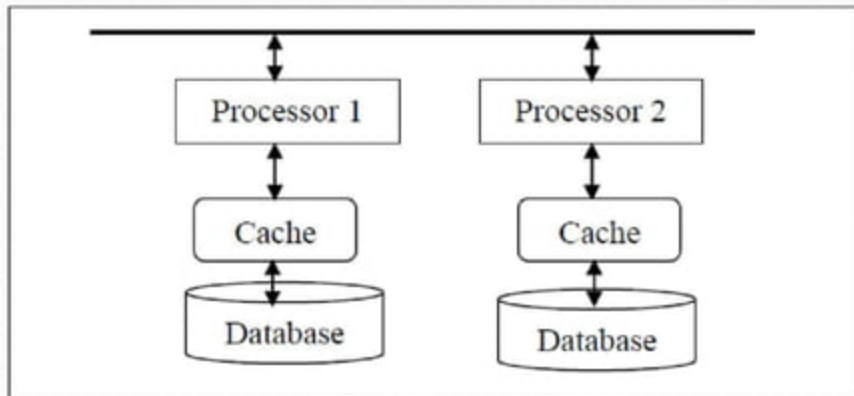 Processor 1
Processor 2
Cache
Cache
Database
Database